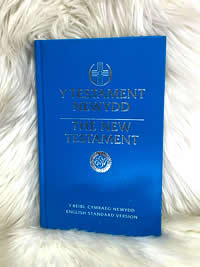 Y TESTAMENT
NEWYDD
THE NEW
TESTAMENT
Y BEIBL CYMRAEG NEWYDD
ENGLISH STANDARD VERSION